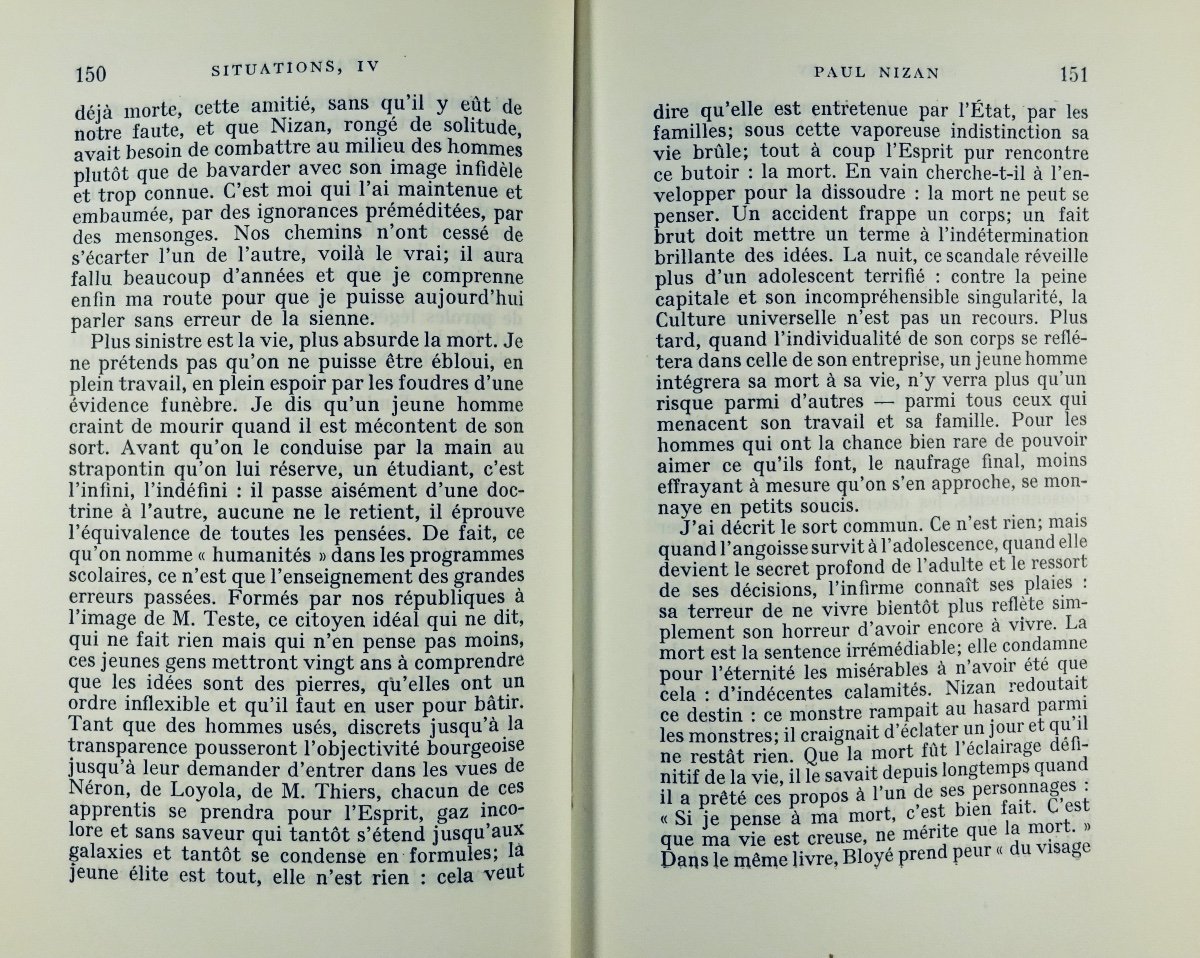 150
SITUATIONS, IV
déjà morte, cette amitié, sans qu'il y eût de
notre faute, et que Nizan, rongé de solitude,
avait besoin de combattre au milieu des hommes
plutôt que de bavarder avec son image infidèle
et trop connue. C'est moi qui l'ai maintenue et
embaumée, par des ignorances préméditées, par
des mensonges. Nos chemins n'ont cessé de
s'écarter l'un de l'autre, voilà le vrai; il aura
fallu beaucoup d'années et que je comprenne
enfin ma route pour que je puisse aujourd'hui
parler sans erreur de la sienne.
Plus sinistre est la vie, plus absurde la mort. Je
ne prétends pas qu'on ne puisse être ébloui, en
plein travail, en plein espoir par les foudres d'une
évidence funèbre. Je dis qu'un jeune homme
craint de mourir quand il est mécontent de son
sort. Avant qu'on le conduise par la main au
strapontin qu'on lui réserve, un étudiant, c'est
l'infini, l'indéfini : il passe aisément d'une doc-
trine à l'autre, aucune ne le retient, il éprouve
l'équivalence de toutes les pensées. De fait, ce
qu'on nomme « humanités » dans les programmes
scolaires, ce n'est que l'enseignement des grandes
erreurs passées. Formés par nos républiques à
l'image de M. Teste, ce citoyen idéal qui ne dit,
qui ne fait rien mais qui n'en pense pas moins,
ces jeunes gens mettront vingt ans à comprendre
que les idées sont des pierres, qu'elles ont un
ordre inflexible et qu'il faut en user pour bâtir.
Tant que des hommes usés, discrets jusqu'à la
transparence pousseront l'objectivité bourgeoise
jusqu'à leur demander d'entrer dans les vues de
Néron, de Loyola, de M. Thiers, chacun de ces
apprentis se prendra pour l'Esprit, gaz inco-
lore et sans saveur qui tantôt s'étend jusqu'aux
galaxies et tantôt se condense en formules; la
jeune élite est tout, elle n'est rien : cela veut
PAUL NIZAN
151
dire qu'elle est entretenue par l'État, par les
familles; sous cette vaporeuse indistinction sa
vie brûle; tout à coup l'Esprit pur rencontre
ce butoir : la mort. En vain cherche-t-il à l'en-
velopper pour la dissoudre : la mort ne peut se
penser. Un accident frappe un corps; un fait
brut doit mettre un terme à l'indétermination
brillante des idées. La nuit, ce scandale réveille
plus d'un adolescent terrifié : contre la peine
capitale et son incompréhensible singularité, la
Culture universelle n'est pas un recours. Plus
tard, quand l'individualité de son corps se reflé-
tera dans celle de son entreprise, un jeune homme
intégrera sa mort à sa vie, n'y verra plus qu'un
risque parmi d'autres — parmi tous ceux qui
menacent son travail et sa famille. Pour les
hommes qui ont la chance bien rare de pouvoir
aimer ce qu'ils font, le naufrage final, moins
effrayant à mesure qu'on s'en approche, se mon-
naye en petits soucis.
J'ai décrit le sort commun. Ce n'est rien; mais
quand l'angoisse survit à l'adolescence, quand elle
devient le secret profond de l'adulte et le ressort
de ses décisions, l'infirme connaît ses plaies :
sa terreur de ne vivre bientôt plus reflète sim-
plement son horreur d'avoir encore à vivre. La
mort est la sentence irrémédiable; elle condamne
pour l'éternité les misérables à n'avoir été que
cela : d'indécentes calamités. Nizan redoutait
ce destin : ce monstre rampait au hasard parmi
les monstres; il craignait d'éclater un jour et qu'il
ne restât rien. Que la mort fût l'éclairage défi-
nitif de la vie, il le savait depuis longtemps quand
il a prêté ces propos à l'un de ses personnages :
« Si je pense à ma mort, c'est bien fait. C'est
que ma vie est creuse, ne mérite que la mort. »
Dans le même livre, Bloyé prend peur « du visage